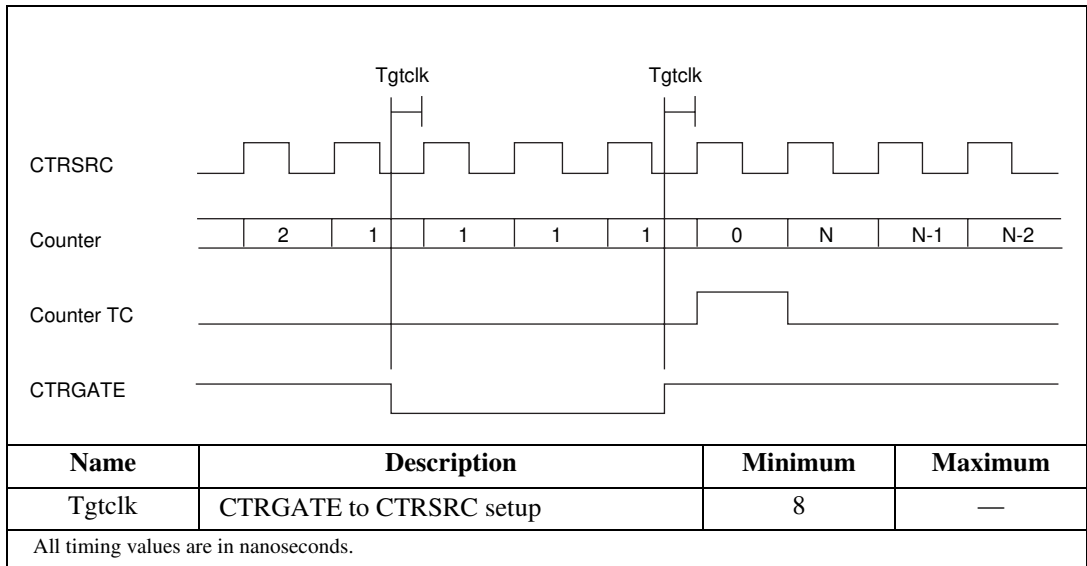 Tgtclk Tgtclk
CTRSRC
Counter 2 1 1 1 1 0 N N-1 N-2
Counter TC
CTRGATE
Name Description Minimum Maximum
Tgtclk CTRGATE to CTRSRC setup 8 —
All timing values are in nanoseconds.